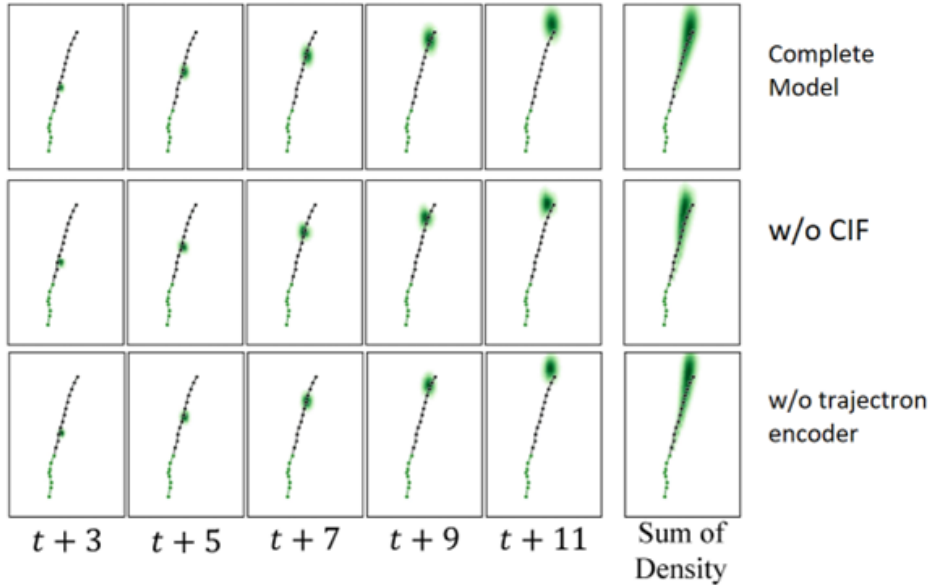 Complete
Model
w/o CIF
w/o trajectron
encoder
t + 3
t + 5
t + 7
t + 9
t + 11
Sum of
Density